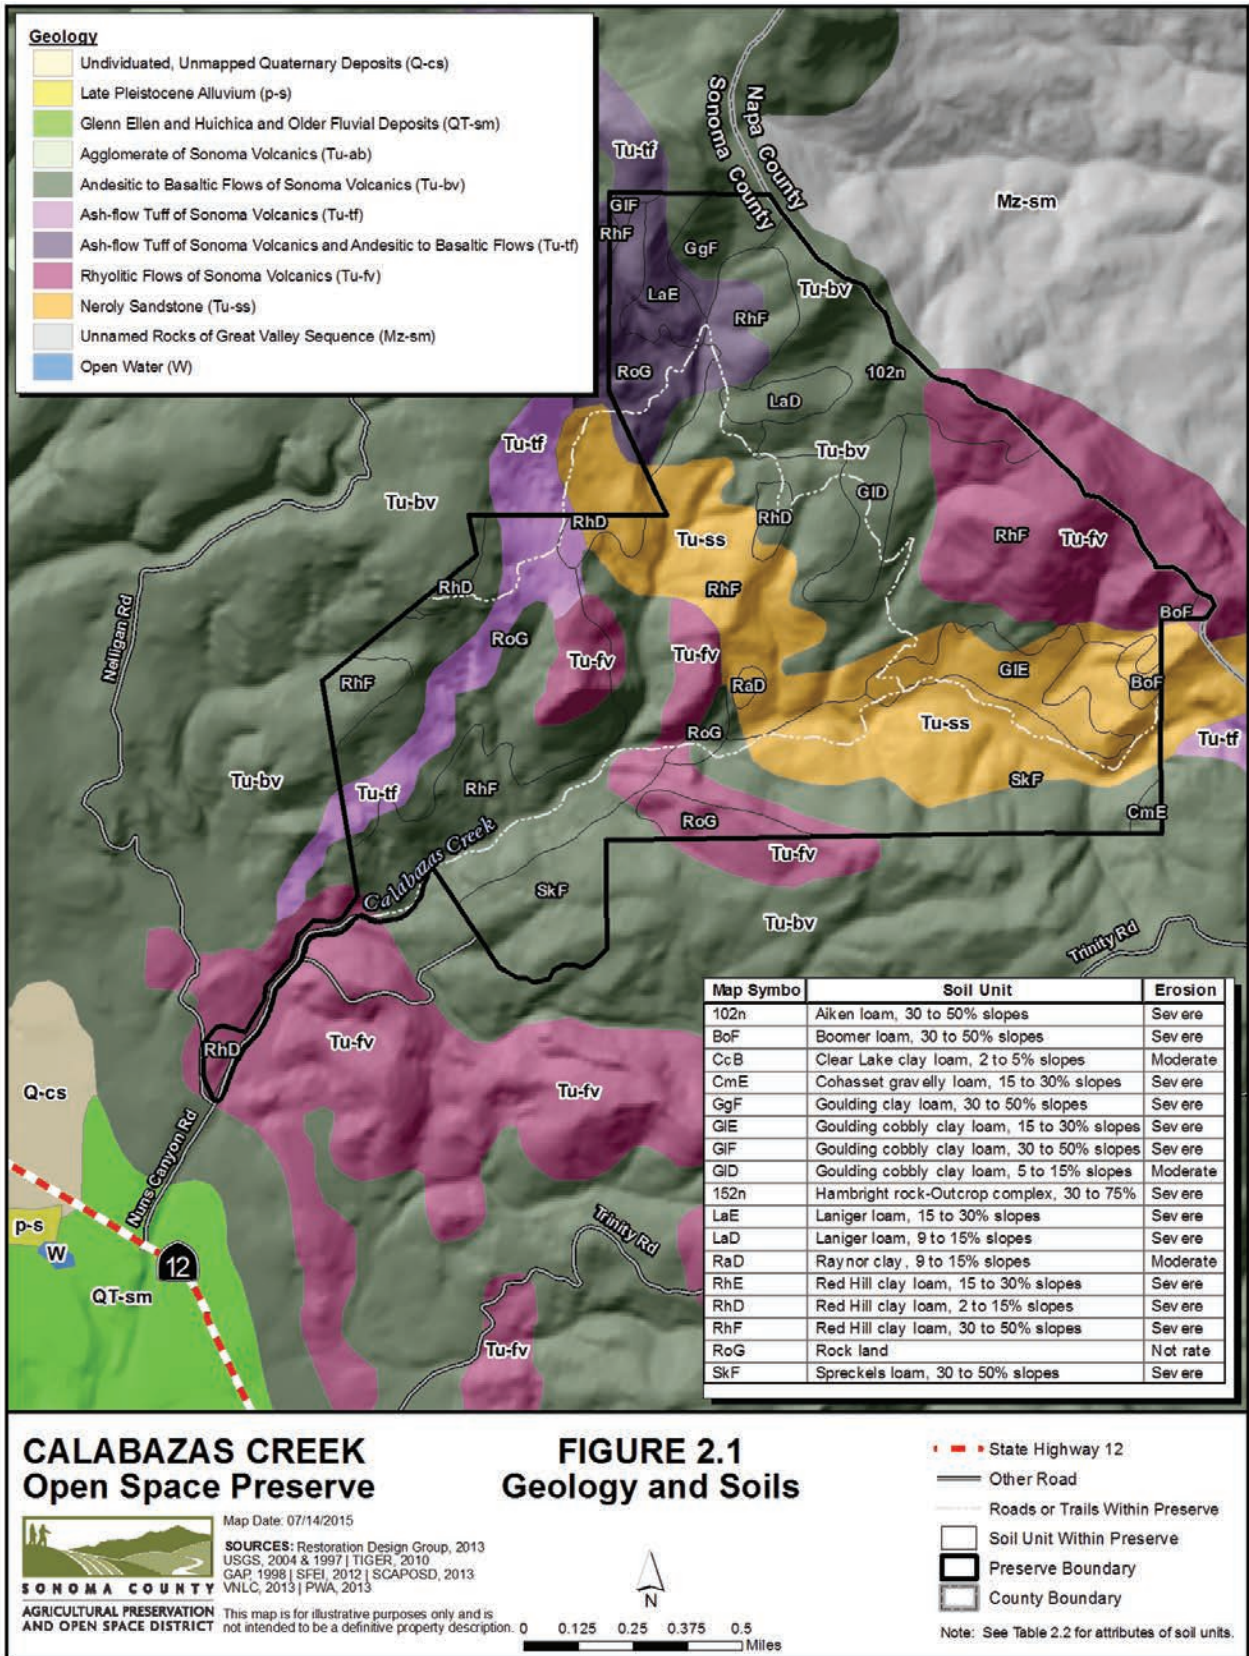 Geology
Undividuated, Unmapped Quaternary Deposits (Q-cs)
Late Pleistocene Alluvium (p-s)
Glenn Ellen and Huichica and Older Fluvial Deposits (QT-sm)
Agglomerate of Sonoma Volcanics (Tu-ab)
Andesitic to Basaltic Flows of Sonoma Volcanics (Tu-bv)
Ash-flow Tuff of Sonoma Volcanics (Tu-tf)
Ash-flow Tuff of Sonoma Volcanics and Andesitic to Basaltic Flows (Tu-tf)
Rhyolitic Flows of Sonoma Volcanics (Tu-fv)
Neroly Sandstone (Tu-ss)
Unnamed Rocks of Great Valley Sequence (Mz-sm)
Open Water (W)
Napa County
Sonoma County
Tu-tf
Mz-sm
GIF
RhF
GgF
Tu-bv
LaE
RhF
RoG
102n
LaD
Tu-tf
Tu-bv
Tu-bv
GID
RhD
RhD
Tu-ss
RhF
Tu-fv
RhD
RhF
BoF
Nelligan Rd
RoG
Tu-fv
Tu-fv
GIE
RhF
RaD
BoF
Tu-ss
RoG
Tu-tf
Tu-bv
Tu-tf
RhF
SkF
RoG
CmE
Tu-fv
Calabazas Creek
SkF
Tu-bv
Trinity Rd
RhD
Tu-fv
Tu-fv
Q-cs
Nuns Canyon Rd
p-s
W
12
QT-sm
Trinity Rd
Tu-fv
Map Symbo Soil Unit Erosion
102n Aiken loam, 30 to 50% slopes Severe
BoF Boomer loam, 30 to 50% slopes Severe
CcB Clear Lake clay loam, 2 to 5% slopes Moderate
CmE Cohasset gravelly loam, 15 to 30% slopes Severe
GgF Goulding clay loam, 30 to 50% slopes Severe
GIE Goulding cobbly clay loam, 15 to 30% slopes Severe
GIF Goulding cobbly clay loam, 30 to 50% slopes Severe
GID Goulding cobbly clay loam, 5 to 15% slopes Moderate
152n Hambright rock-Outcrop complex, 30 to 75% Severe
LaE Laniger loam, 15 to 30% slopes Severe
LaD Laniger loam, 9 to 15% slopes Severe
RaD Raynor clay, 9 to 15% slopes Moderate
RhE Red Hill clay loam, 15 to 30% slopes Severe
RhD Red Hill clay loam, 2 to 15% slopes Severe
RhF Red Hill clay loam, 30 to 50% slopes Severe
RoG Rock land Not rate
SkF Spreckels loam, 30 to 50% slopes Severe
CALABAZAS CREEK
Open Space Preserve
FIGURE 2.1
Geology and Soils
SONOMA COUNTY
AGRICULTURAL PRESERVATION
AND OPEN SPACE DISTRICT
Map Date: 07/14/2015
SOURCES: Restoration Design Group, 2013
USGS, 2004 & 1997 | TIGER, 2010
GAP, 1998 | SFEI, 2012 | SCAPOSD, 2013
VNLC, 2013 | PWA, 2013
This map is for illustrative purposes only and is
not intended to be a definitive property description.
N
0 0.125 0.25 0.375 0.5
Miles
State Highway 12
Other Road
Roads or Trails Within Preserve
Soil Unit Within Preserve
Preserve Boundary
County Boundary
Note: See Table 2.2 for attributes of soil units.